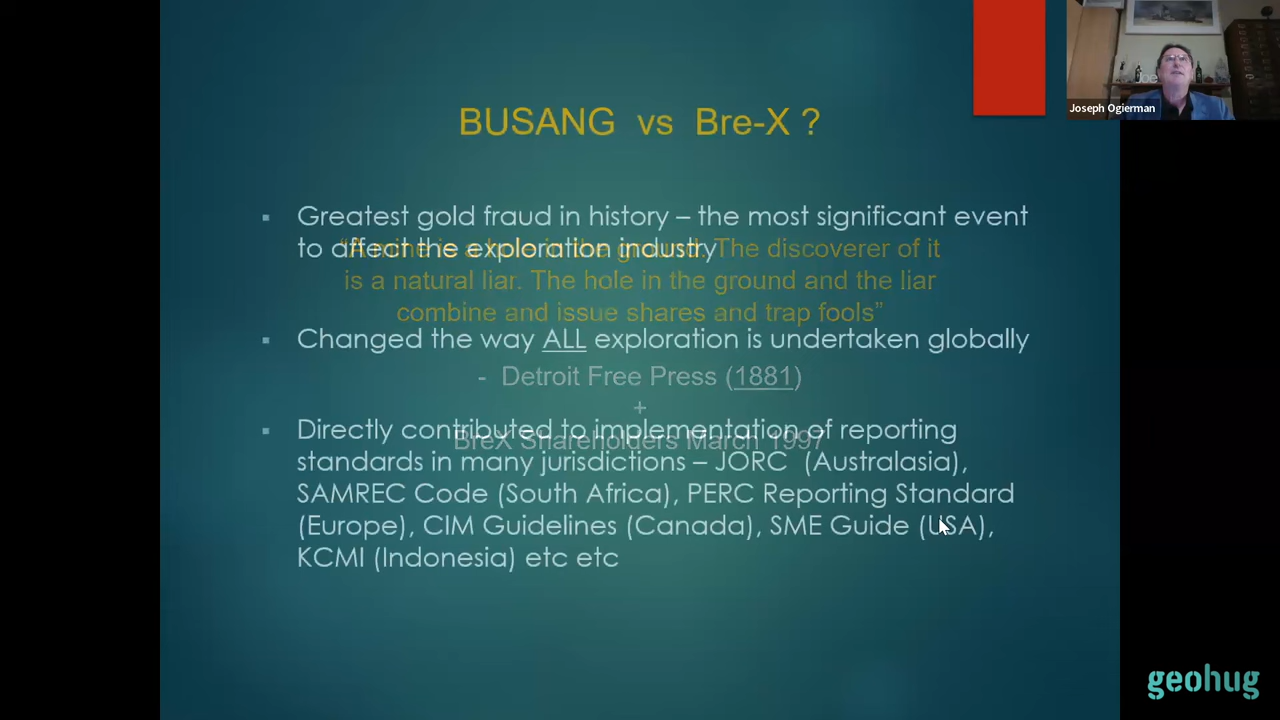 BUSANG vs Bre-X ?
▪ Greatest gold fraud in history – the most significant event
to affect the exploration industry
"A mine is a hole in the ground. The discoverer of it
is a natural liar. The hole in the ground and the liar
combine and issue shares and trap fools"
▪ Changed the way ALL exploration is undertaken globally
- Detroit Free Press (1881)
+
BreX Shareholders March 1997
▪ Directly contributed to implementation of reporting
standards in many jurisdictions – JORC (Australasia),
SAMREC Code (South Africa), PERC Reporting Standard
(Europe), CIM Guidelines (Canada), SME Guide (USA),
KCMI (Indonesia) etc etc
Joe
Joseph Ogierman
geohug